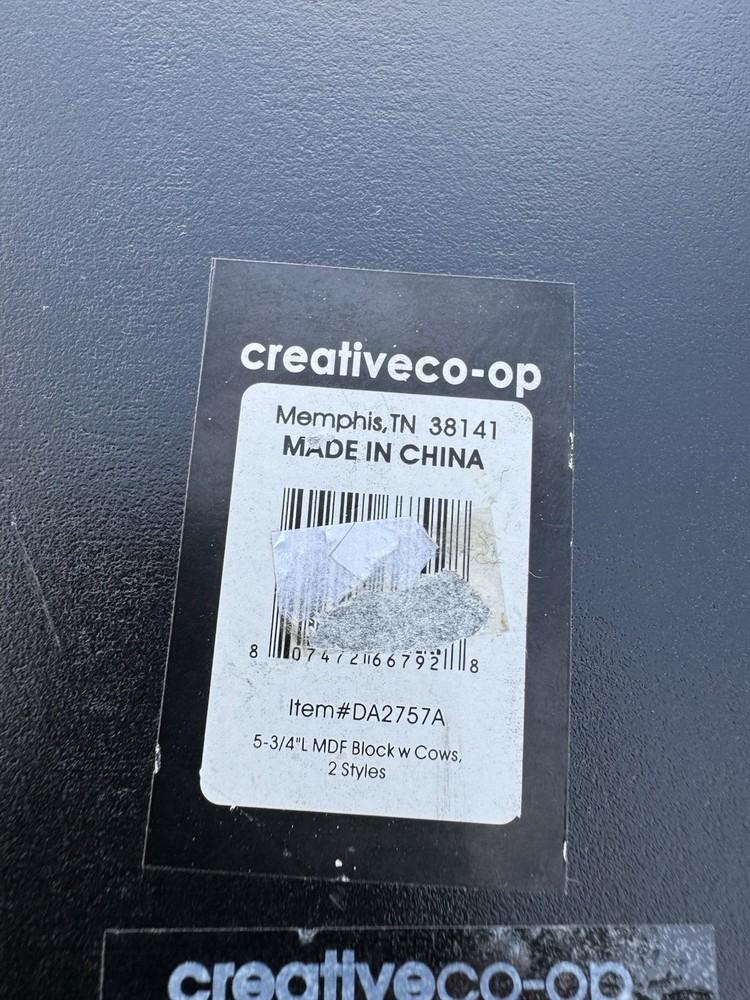 creativeco-op
Memphis,TN 38141
MADE IN CHINA
8 07472 66792 8
Item#DA2757A
5-3/4"L MDF Block w Cows,
2 Styles
creativeco-op